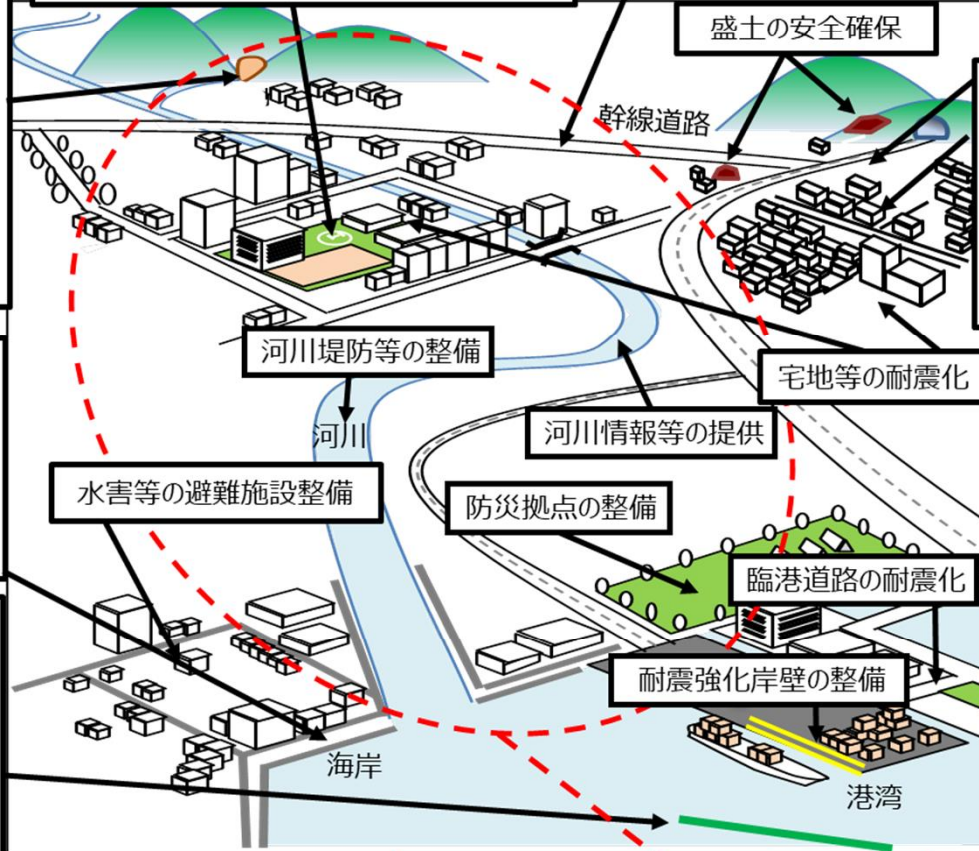 盛土の安全確保
幹線道路
河川堤防等の整備
宅地等の耐震化
河川
河川情報等の提供
水害等の避難施設整備
防災拠点の整備
臨港道路の耐震化
耐震強化岸壁の整備
海岸
港湾